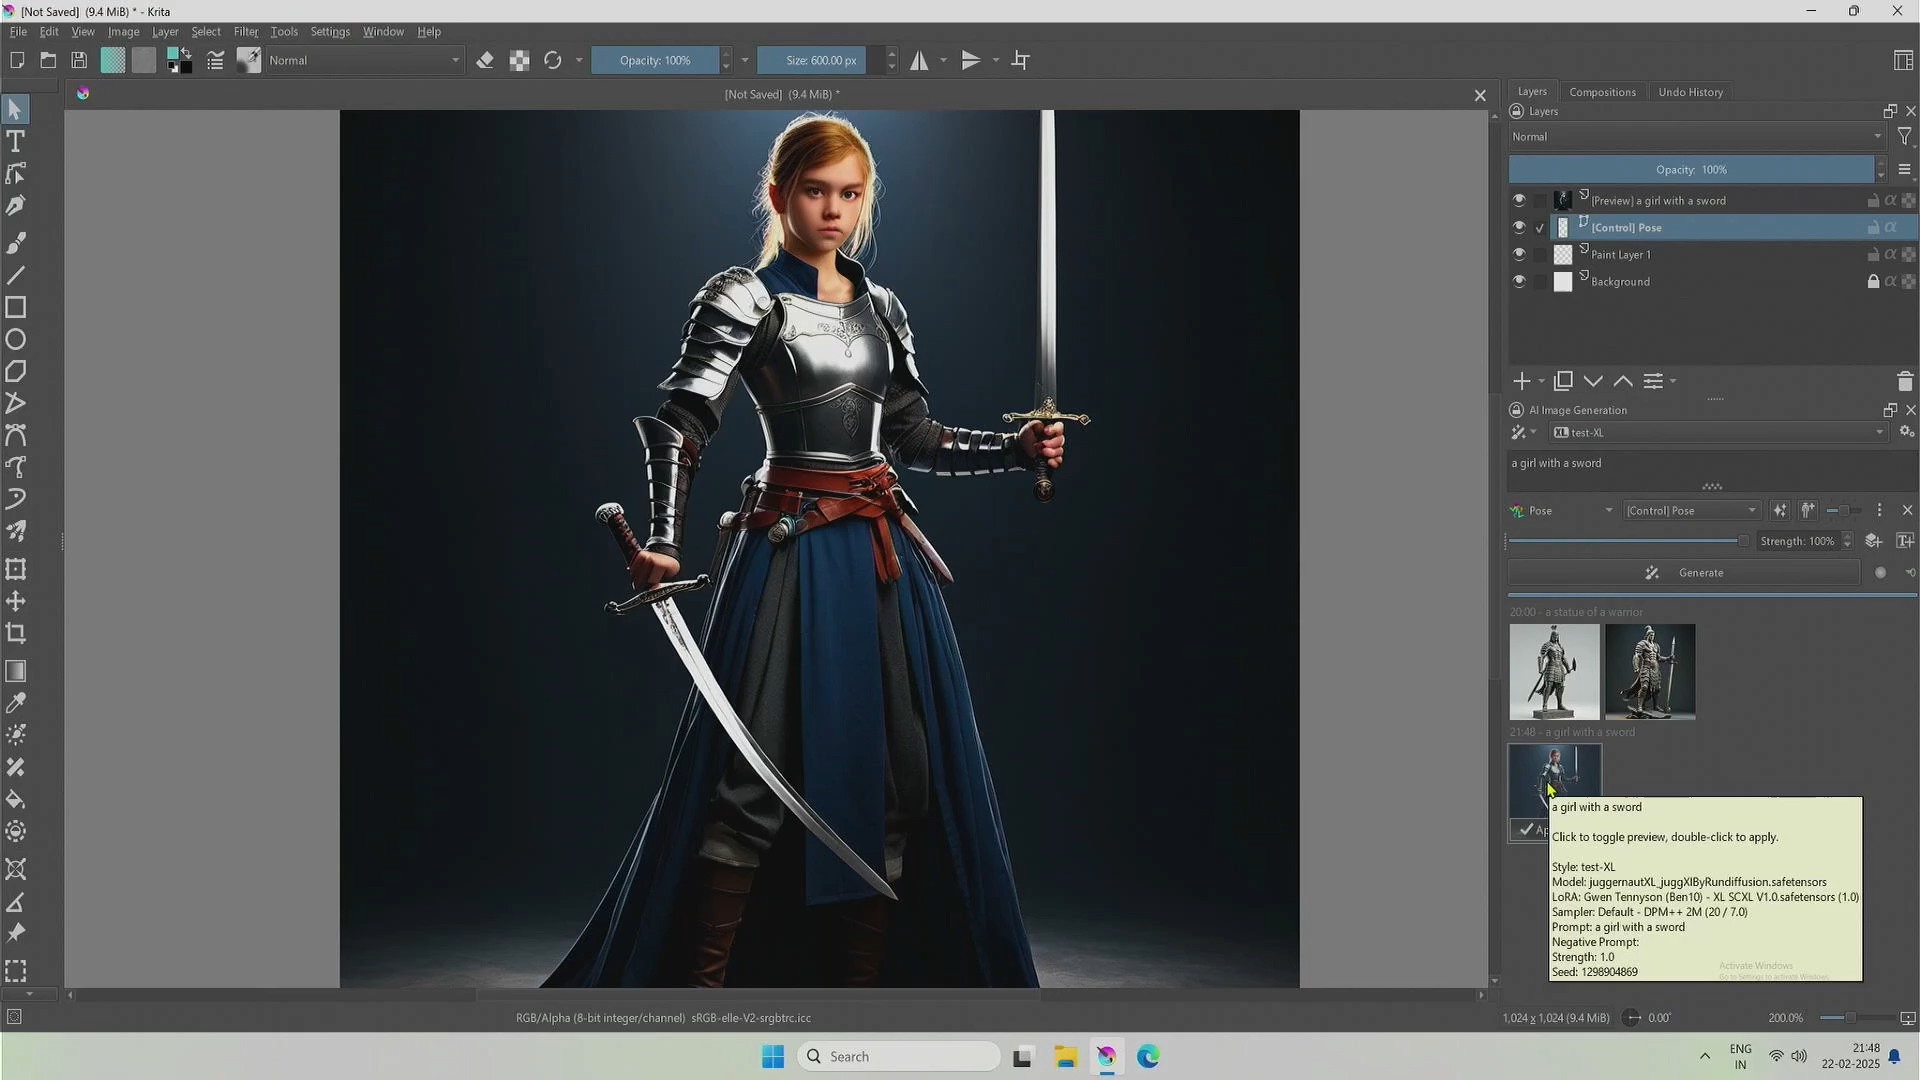 [Not Saved]  (9.4 MiB) * - Krita
File Edit View Image Layer Select Filter Tools Settings Window Help
Normal Opacity: 100% Size: 600.00 px
[Not Saved]  (9.4 MiB) *
Layers Compositions Undo History
Layers
Normal
Opacity:  100%
[Preview] a girl with a sword
[Control] Pose
Paint Layer 1
Background
AI Image Generation
XL test-XL
a girl with a sword
Pose [Control] Pose
Strength: 100%
Generate
20:00 - a statue of a warrior
21:48 - a girl with a sword
a girl with a sword
Click to toggle preview, double-click to apply.
Style: test-XL
Model: juggernautXL_juggXIByRundiffusion.safetensors
LoRA: Gwen Tennyson (Ben10) - XL SCXL V1.0.safetensors (1.0)
Sampler: Default - DPM++ 2M (20 / 7.0)
Prompt: a girl with a sword
Negative Prompt:
Strength: 1.0
Seed: 1298904869
Activate Windows
Go to Settings to activate Windows.
RGB/Alpha (8-bit integer/channel)  sRGB-elle-V2-srgbtrc.icc
1,024 x 1,024 (9.4 MiB) 0.00° 200.0%
Search
ENG
IN
21:48
22-02-2025